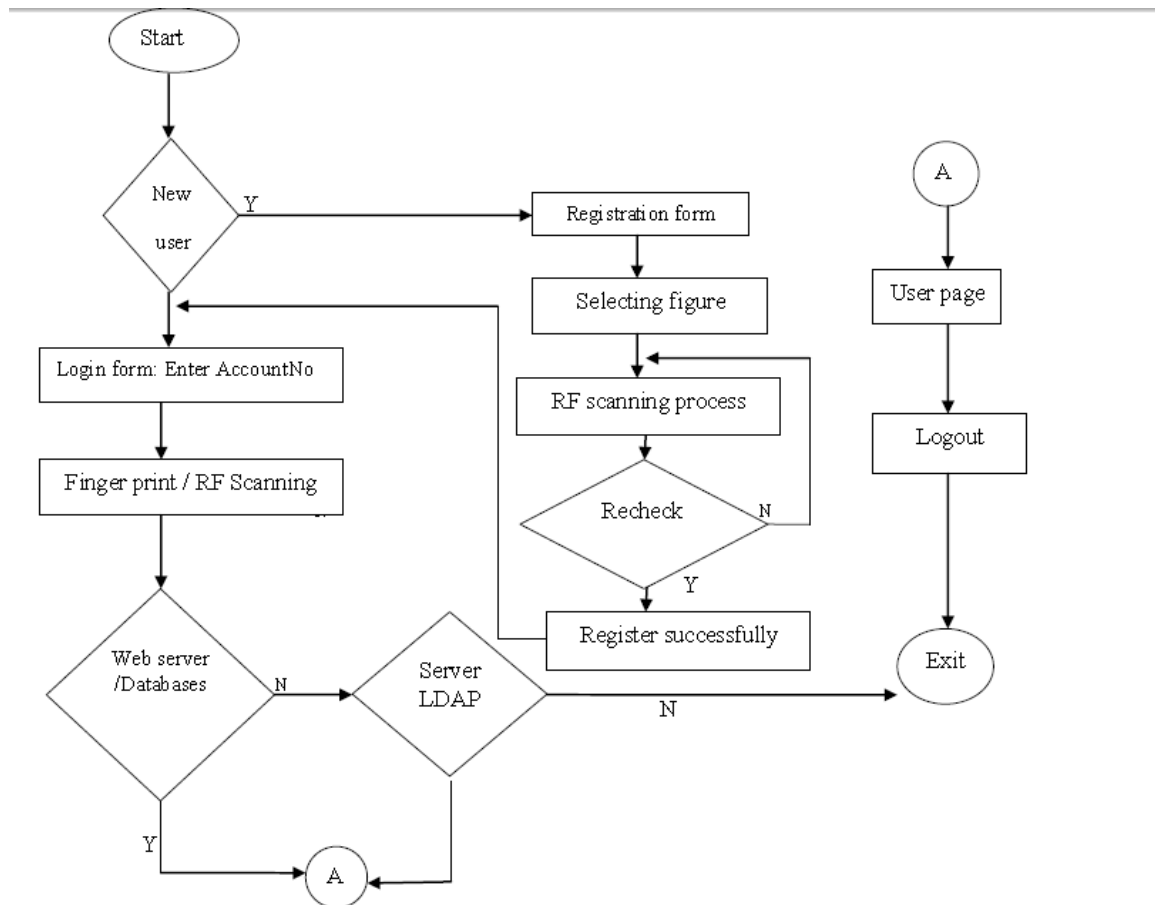 Start
New
user
Y
Registration form
Selecting figure
RF scanning process
Recheck
N
Y
Register successfully
Login form: Enter AccountNo
Finger print / RF Scanning
Web server
/Databases
N
Y
Server
LDAP
N
A
A
User page
Logout
Exit